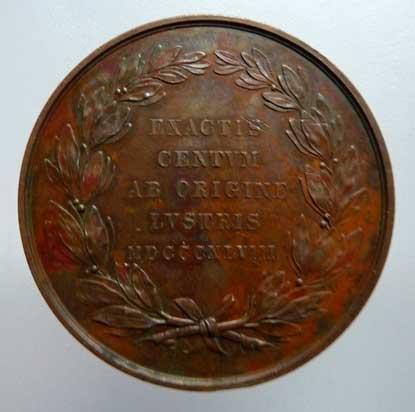 EXACTIS
CENTVM
AB ORIGINE
LVSTRIS
MDCCCXLVIII